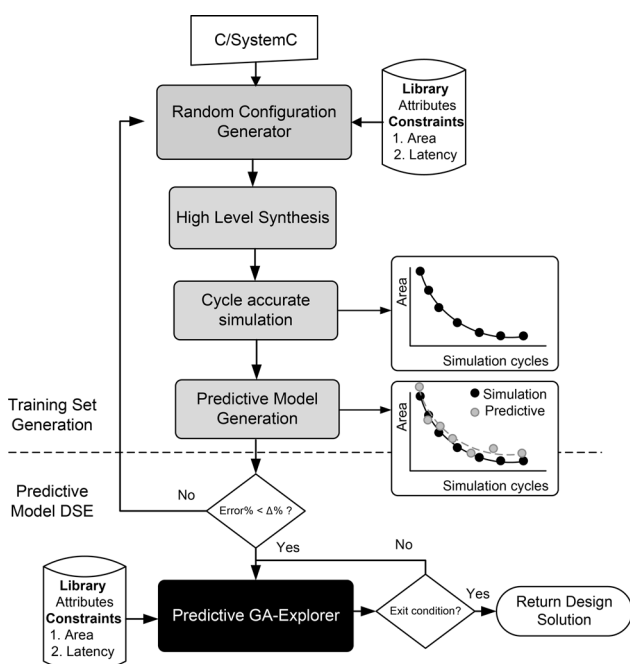 C/SystemC
Random Configuration
Generator
Library
Attributes
Constraints
1. Area
2. Latency
High Level Synthesis
Cycle accurate
simulation
Area
Simulation cycles
Predictive Model
Generation
Area
Simulation
Predictive
Simulation cycles
Training Set
Generation
Predictive
Model DSE
No
Error% < Δ% ?
Yes
No
Library
Attributes
Constraints
1. Area
2. Latency
Predictive GA-Explorer
Exit condition?
Yes
Return Design
Solution